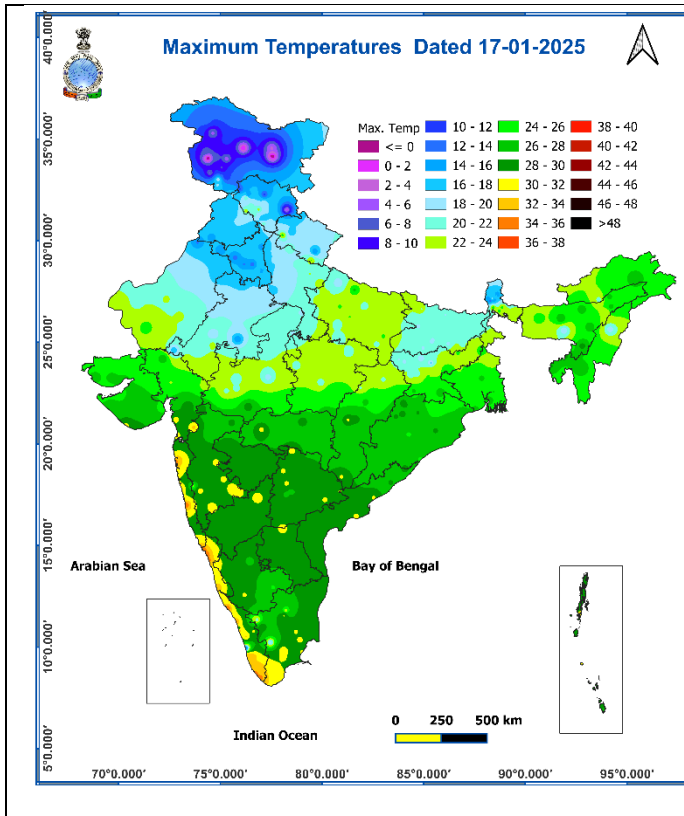 Maximum Temperatures Dated 17-01-2025
Max. Temp
<= 0
0 - 2
2 - 4
4 - 6
6 - 8
8 - 10
10 - 12
12 - 14
14 - 16
16 - 18
18 - 20
20 - 22
22 - 24
24 - 26
26 - 28
28 - 30
30 - 32
32 - 34
34 - 36
36 - 38
38 - 40
40 - 42
42 - 44
44 - 46
46 - 48
>48
40°0.000'
35°0.000'
30°0.000'
25°0.000'
20°0.000'
15°0.000'
10°0.000'
5°0.000'
Arabian Sea
Bay of Bengal
Indian Ocean
0 250 500 km
70°0.000' 75°0.000' 80°0.000' 85°0.000' 90°0.000' 95°0.000'